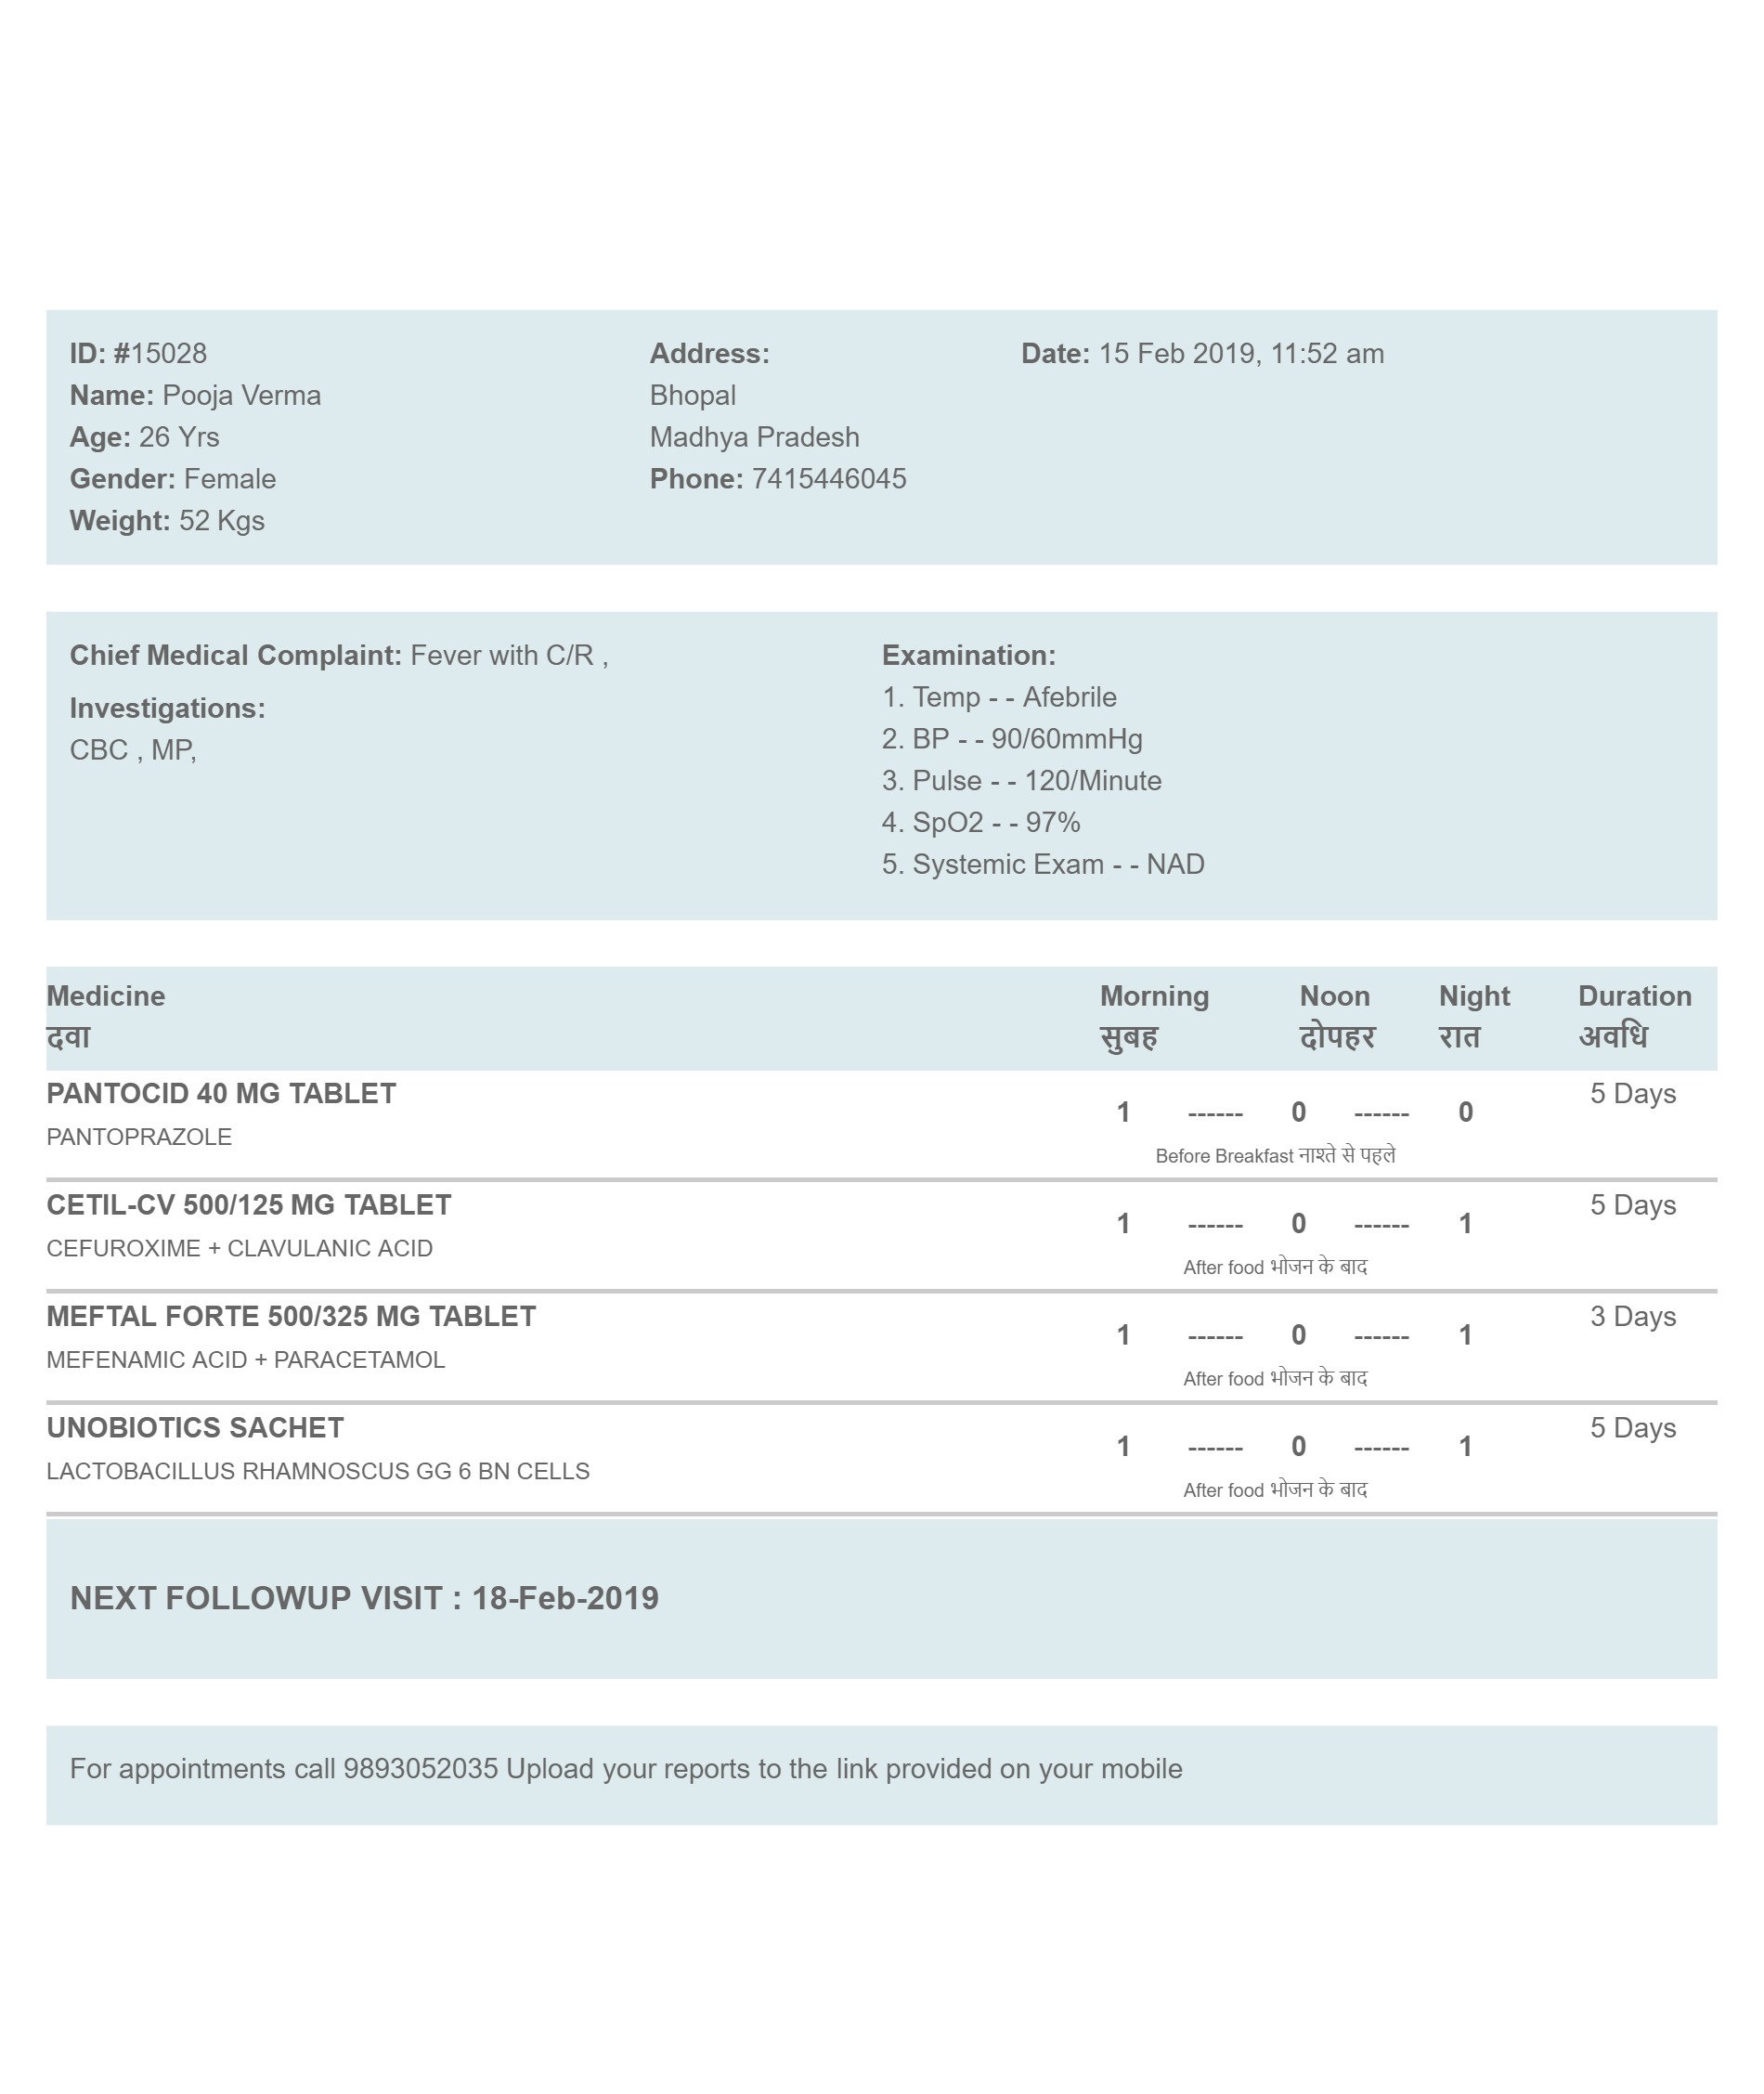 ID: #15028
Name: Pooja Verma
Age: 26 Yrs
Gender: Female
Weight: 52 Kgs
Address:
Bhopal
Madhya Pradesh
Phone: 7415446045
Date: 15 Feb 2019, 11:52 am
Chief Medical Complaint: Fever with C/R ,
Investigations:
CBC , MP,
Examination:
1. Temp - - Afebrile
2. BP - - 90/60mmHg
3. Pulse - - 120/Minute
4. SpO2 - - 97%
5. Systemic Exam - - NAD
Medicine Morning Noon Night Duration
दवा सुबह दोपहर रात अवधि
PANTOCID 40 MG TABLET 5 Days
1 ------ 0 ------ 0
PANTOPRAZOLE
Before Breakfast नाश्ते से पहले
CETIL-CV 500/125 MG TABLET 5 Days
1 ------ 0 ------ 1
CEFUROXIME + CLAVULANIC ACID
After food भोजन के बाद
MEFTAL FORTE 500/325 MG TABLET 3 Days
1 ------ 0 ------ 1
MEFENAMIC ACID + PARACETAMOL
After food भोजन के बाद
UNOBIOTICS SACHET 5 Days
1 ------ 0 ------ 1
LACTOBACILLUS RHAMNOSCUS GG 6 BN CELLS
After food भोजन के बाद
NEXT FOLLOWUP VISIT : 18-Feb-2019
For appointments call 9893052035 Upload your reports to the link provided on your mobile